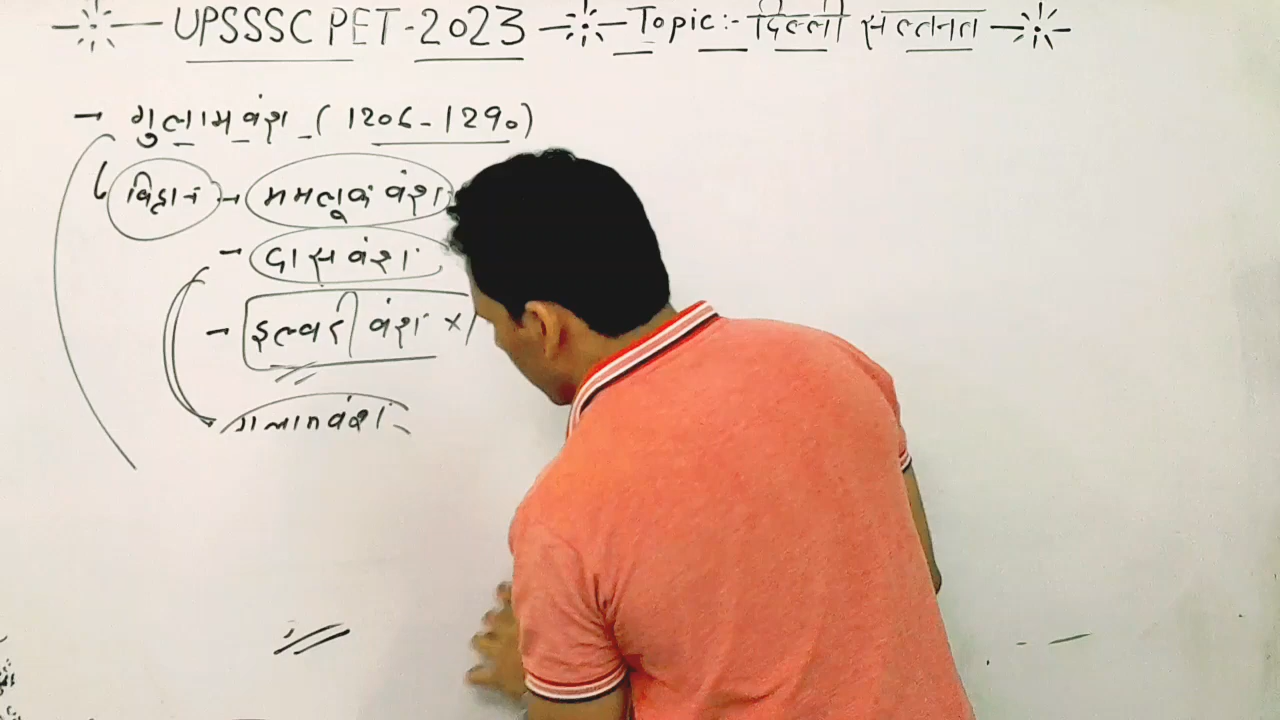 UPSSSC PET-2023 Topic:- दिल्ली सल्तनत
→ गुलाम वंश (1206-1290)
विद्वान → ममलूक वंश
→ दास वंश
→ इल्बरी वंश ×
गुलाम वंश